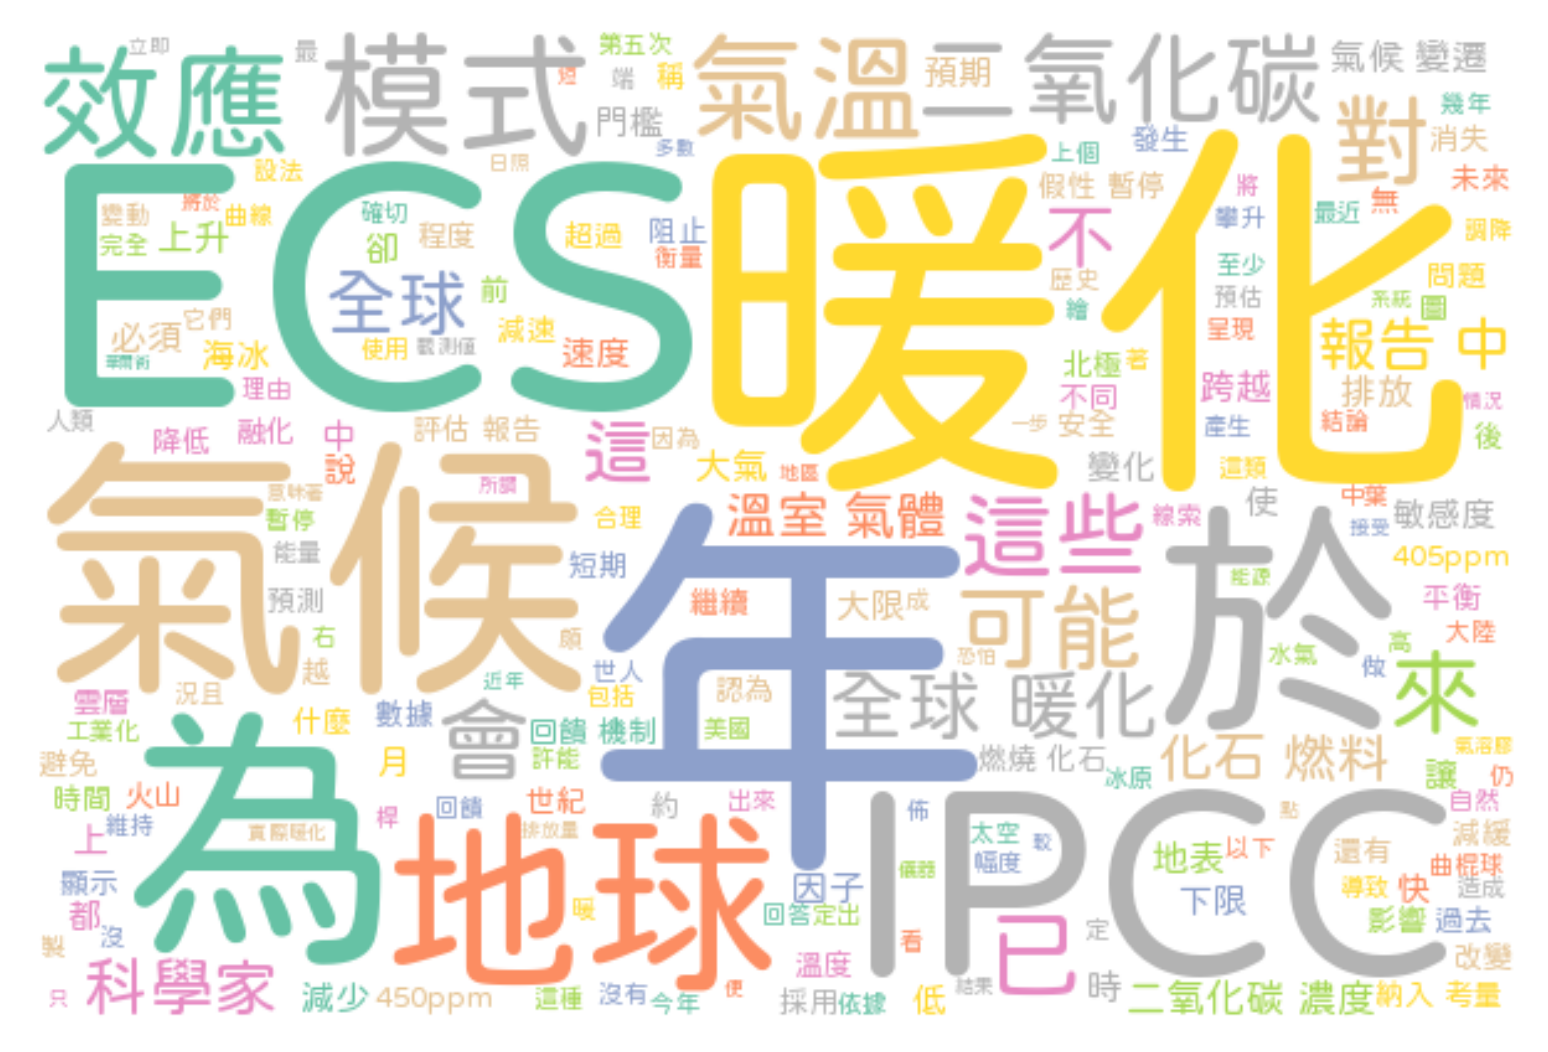 立即
最
第五次
效應
模式
短
端
稱
門檻
多數
氣溫
預期
二氧化碳
氣候 變遷
幾年
對
消失
未來
上個
發生
日照
設法
ECS
暖化
將於
變動
曲線
完全
上升
確切
卻
程度
超過
阻止
衡量
假性 暫停
將
無
不
攀升
最近
調降
歷史
至少
問題
全球
前
繪
預估
系統
圖
必須
它們
減速
呈現
報告 中
海冰
使用
觀測值
速度
北極
著
理由
不同
跨越
排放
情況
人類
降低
融化
中
評估 報告
這
因為
一步
安全
產生
結論
後
說
大氣
地區
變化
這類
氣候
意味著
所謂
溫室 氣體
這些
線索
使
中葉
敏感度
暫停
合理
年
於
接受
能量
短期
405ppm
能源
預測
繼續
大限
成
可能
平衡
右
頗
恐怕
水氣
高
大陸
越
世人
做
來
雲層
況且
近年
包括
認為
全球 暖化
工業化
什麼
數據
會
回饋 機制
美國
避免
月
許能
燃燒 化石
冰原
化石 燃料
氣溶膠
讓
仍
時間
火山
為
桿
回饋
世紀
約
出來
佈
IPCC
點
自然
維持
上
實際暖化
排放量
地球
太空
較
幅度
地表
以下
還有
減緩
曲棍球
顯示
因子
儀器
下限
導致
快
造成
都
暖
回答
定出
已
影響
過去
沒
看
定
製
溫度
改變
只
科學家
減少
450ppm
這種
沒有
今年
便
採用
依據
低
結果
時
二氧化碳 濃度
納入 考量